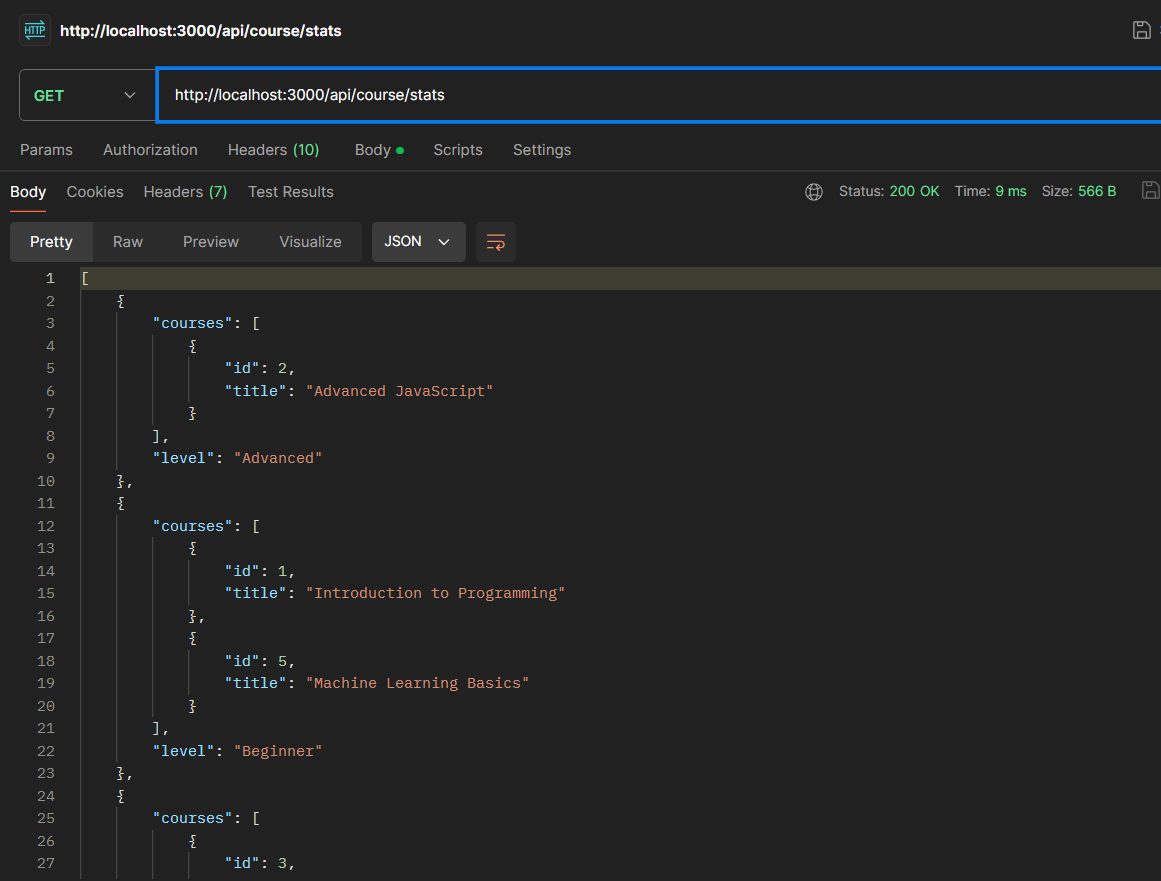 HTTP http://localhost:3000/api/course/stats
GET http://localhost:3000/api/course/stats
Params Authorization Headers (10) Body Scripts Settings
Body Cookies Headers (7) Test Results Status: 200 OK Time: 9 ms Size: 566 B
Pretty Raw Preview Visualize JSON
1 [
2 {
3 "courses": [
4 {
5 "id": 2,
6 "title": "Advanced JavaScript"
7 }
8 ],
9 "level": "Advanced"
10 },
11 {
12 "courses": [
13 {
14 "id": 1,
15 "title": "Introduction to Programming"
16 },
17 {
18 "id": 5,
19 "title": "Machine Learning Basics"
20 }
21 ],
22 "level": "Beginner"
23 },
24 {
25 "courses": [
26 {
27 "id": 3,